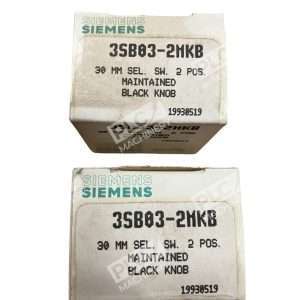 SIEMENS
SIEMENS
3SB03-2MKB
30 MM SEL. SW. 2 POS.
MAINTAINED
BLACK KNOB
19930519
SIEMENS
SIEMENS
3SB03-2MKB
30 MM SEL. SW. 2 POS.
MAINTAINED
BLACK KNOB
19930519